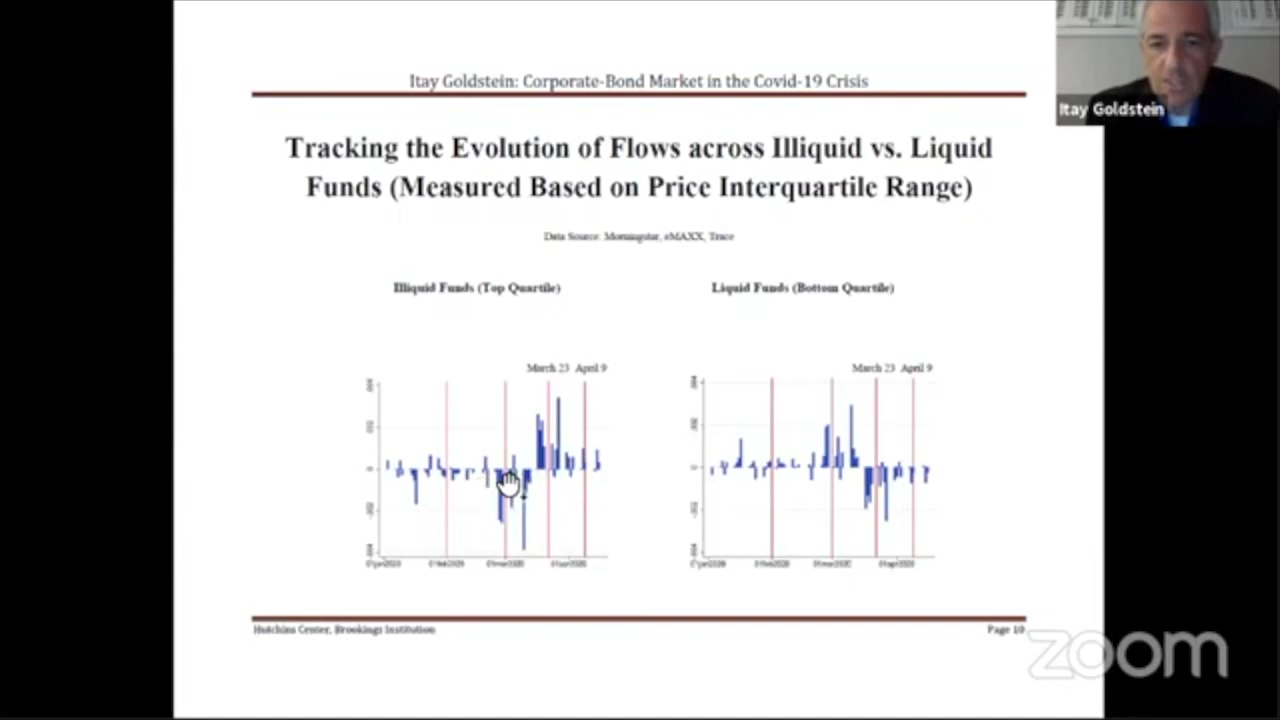 Itay Goldstein: Corporate-Bond Market in the Covid-19 Crisis
Itay Goldstein
Tracking the Evolution of Flows across Illiquid vs. Liquid
Funds (Measured Based on Price Interquartile Range)
Data Source: Morningstar, eMAXX, Trace
Illiquid Funds (Top Quartile)
Liquid Funds (Bottom Quartile)
March 23 April 9
March 23 April 9
Hutchins Center, Brookings Institution
Page 10
zoom